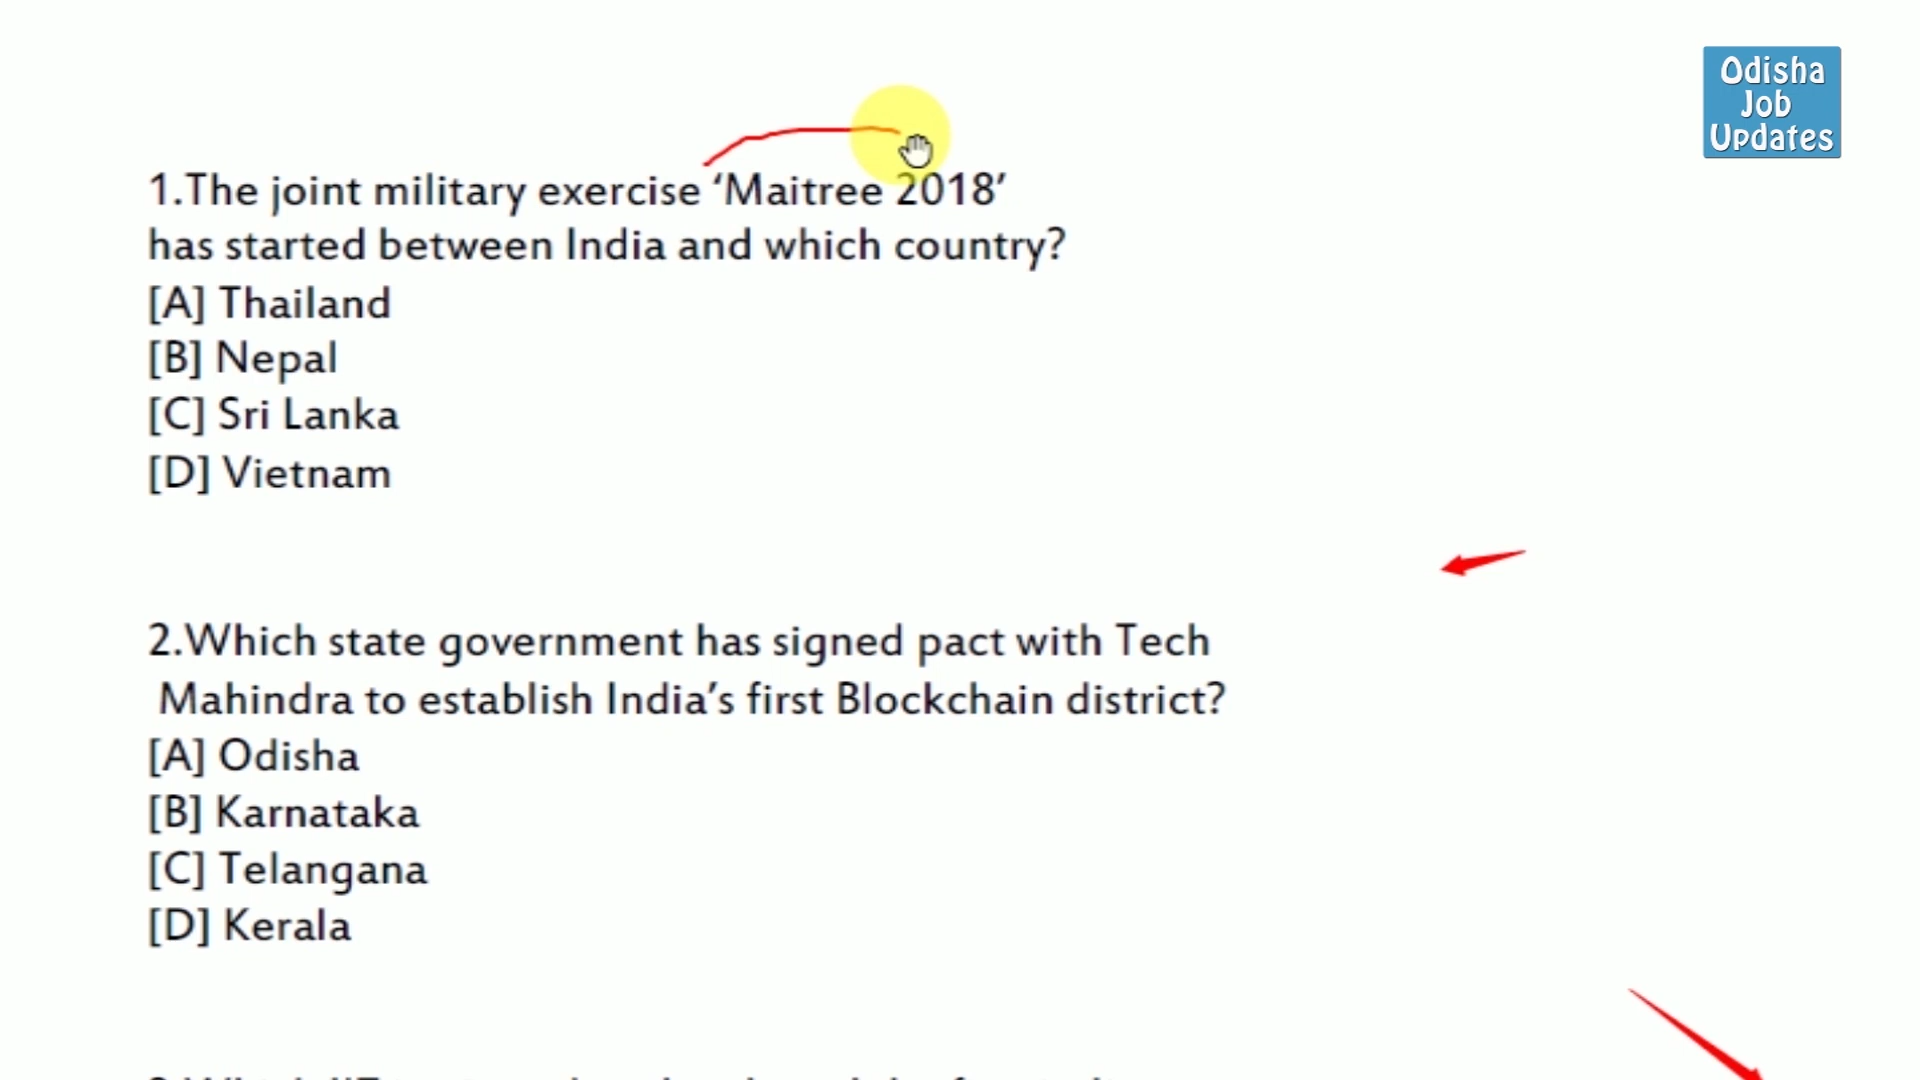 Odisha
Job
Updates
1.The joint military exercise ‘Maitree 2018’
has started between India and which country?
[A] Thailand
[B] Nepal
[C] Sri Lanka
[D] Vietnam
2.Which state government has signed pact with Tech
Mahindra to establish India’s first Blockchain district?
[A] Odisha
[B] Karnataka
[C] Telangana
[D] Kerala